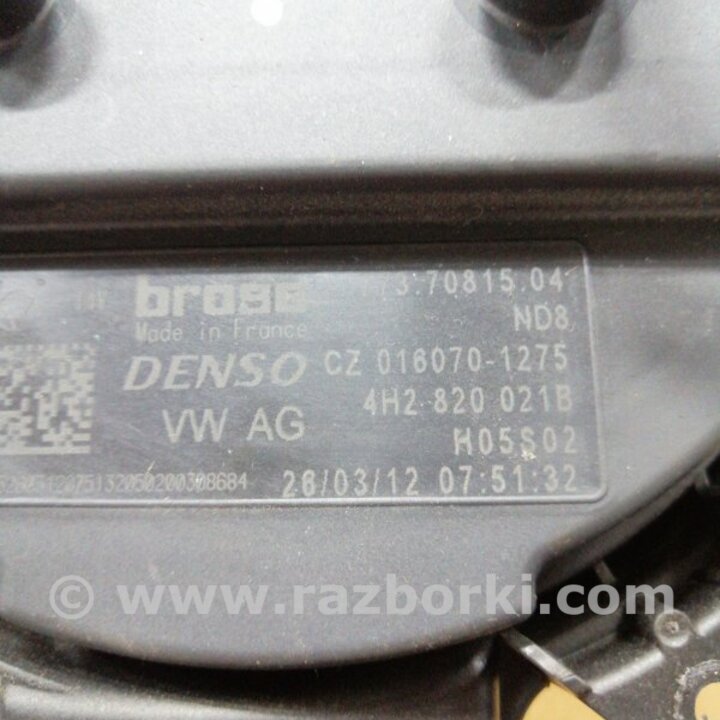 brose 3.70815.04
Made in France ND8
DENSO CZ 016070-1275
VW AG 4H2 820 021B
H05S02
26/03/12 07:51:32
© www.razborki.com